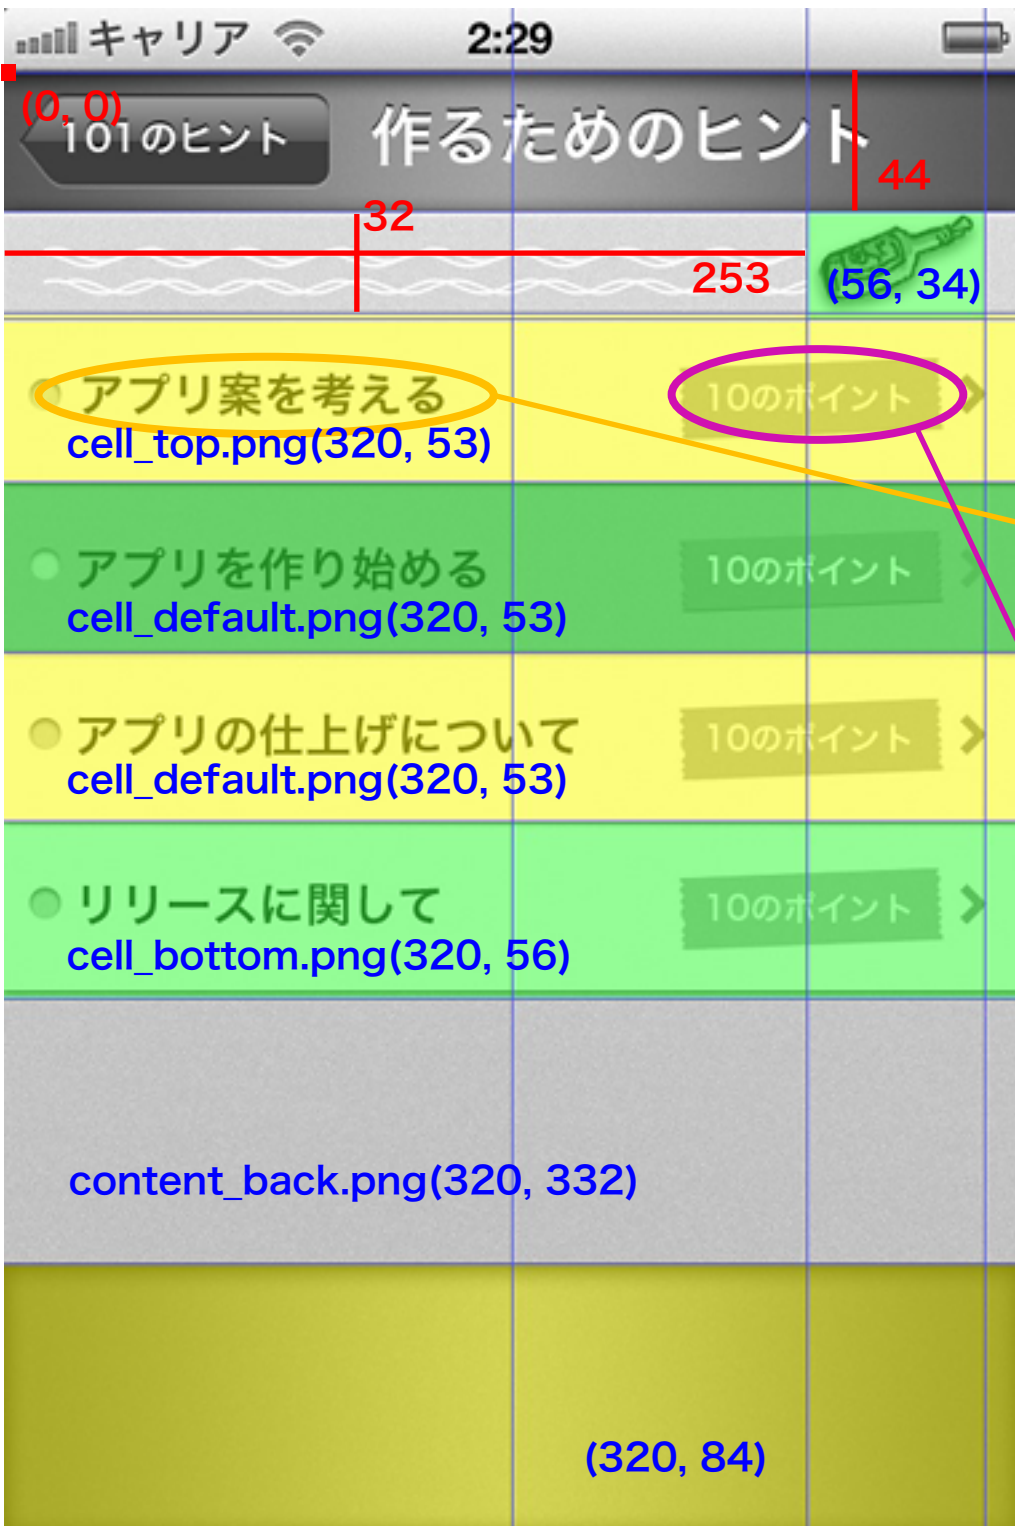 キャリア 2:29
(0, 0)
101のヒント 作るためのヒント
44
32
253 (56, 34)
アプリ案を考える 10のポイント
cell_top.png(320, 53)
アプリを作り始める 10のポイント
cell_default.png(320, 53)
アプリの仕上げについて 10のポイント
cell_default.png(320, 53)
リリースに関して 10のポイント
cell_bottom.png(320, 56)
content_back.png(320, 332)
(320, 84)